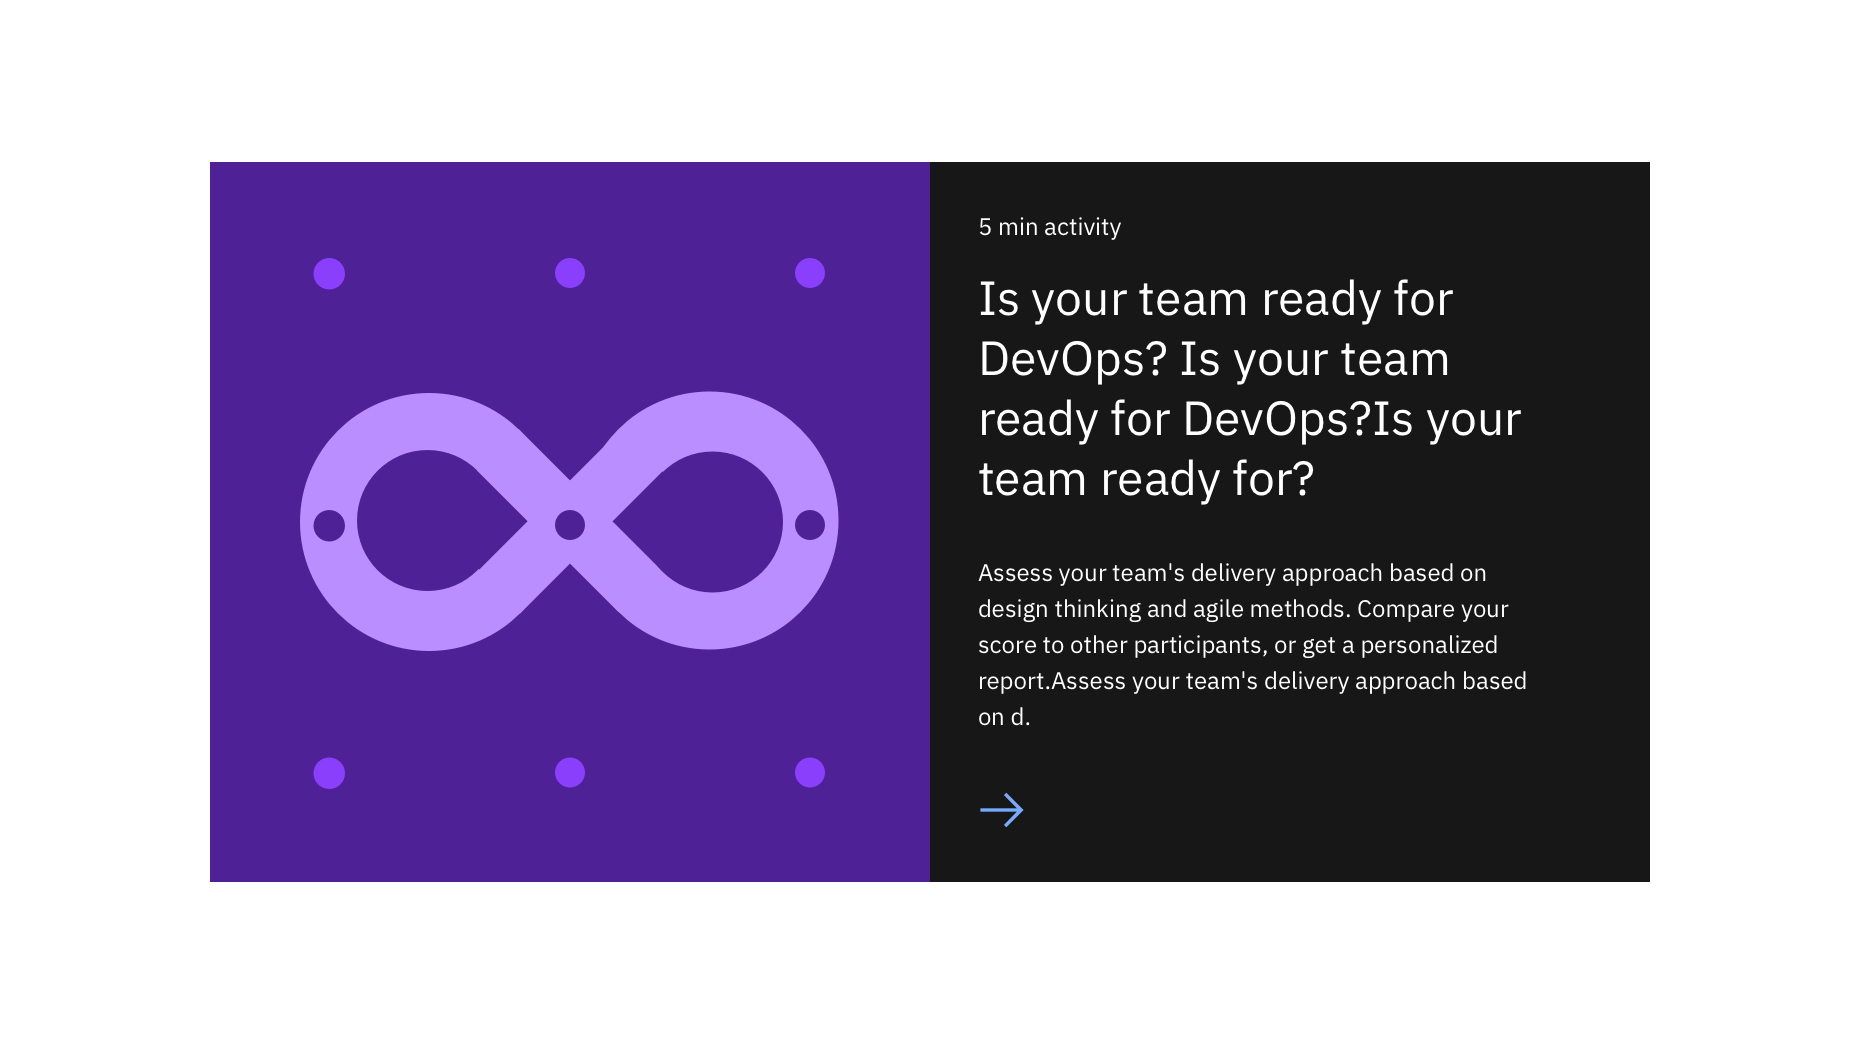 5 min activity
Is your team ready for
DevOps? Is your team
ready for DevOps?Is your
team ready for?
Assess your team's delivery approach based on
design thinking and agile methods. Compare your
score to other participants, or get a personalized
report.Assess your team's delivery approach based
on d.